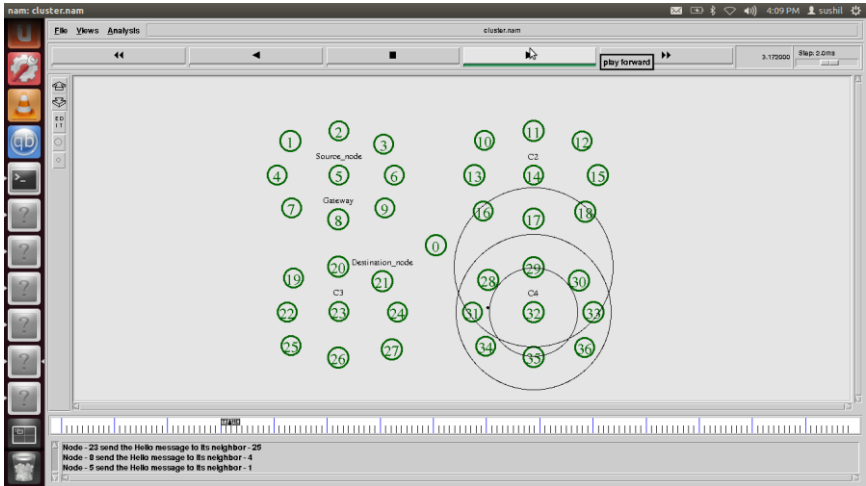 nam: cluster.nam
4:09 PM sushil
File Views Analysis cluster.nam
play forward
3.172000 Step: 2.0ms
E D
I T
2 11
1 3 10 12
Source_node C2
4 5 6 13 14 15
Gateway
7 8 9 16 17 18
0
20 Destination_node 29
19 21 28 30
C3 C4
22 23 24 31 32 33
25 26 27 34 35 36
Node - 23 send the Hello message to its neighbor - 25
Node - 8 send the Hello message to its neighbor - 4
Node - 5 send the Hello message to its neighbor - 1